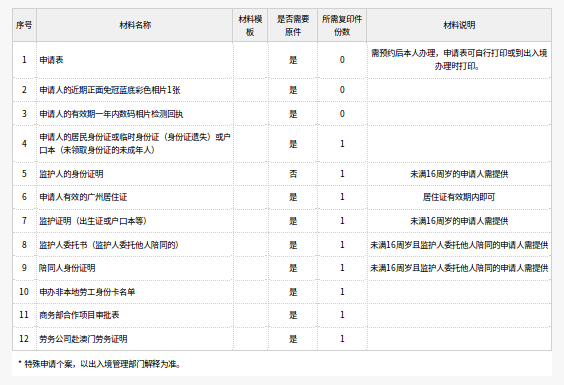 序号 材料名称 材料模板 是否需要原件 所需复印件份数 材料说明
1 申请表 是 0 需预约后本人办理，申请表可自行打印或到出入境办理时打印。
2 申请人的近期正面免冠蓝底彩色相片1张 是 0
3 申请人的有效期一年内数码相片检测回执 是 0
4 申请人的居民身份证或临时身份证（身份证遗失）或户口本（未领取身份证的未成年人） 是 1
5 监护人的身份证明 否 1 未满16周岁的申请人需提供
6 申请人有效的广州居住证 是 1 居住证有效期内即可
7 监护证明（出生证或户口本等） 是 1 未满16周岁的申请人需提供
8 监护人委托书（监护人委托他人陪同的） 是 1 未满16周岁且监护人委托他人陪同的申请人需提供
9 陪同人身份证明 是 1 未满16周岁且监护人委托他人陪同的申请人需提供
10 申办非本地劳工身份卡名单 是 1
11 商务部合作项目审批表 是 1
12 劳务公司赴澳门劳务证明 是 1
* 特殊申请个案，以出入境管理部门解释为准。